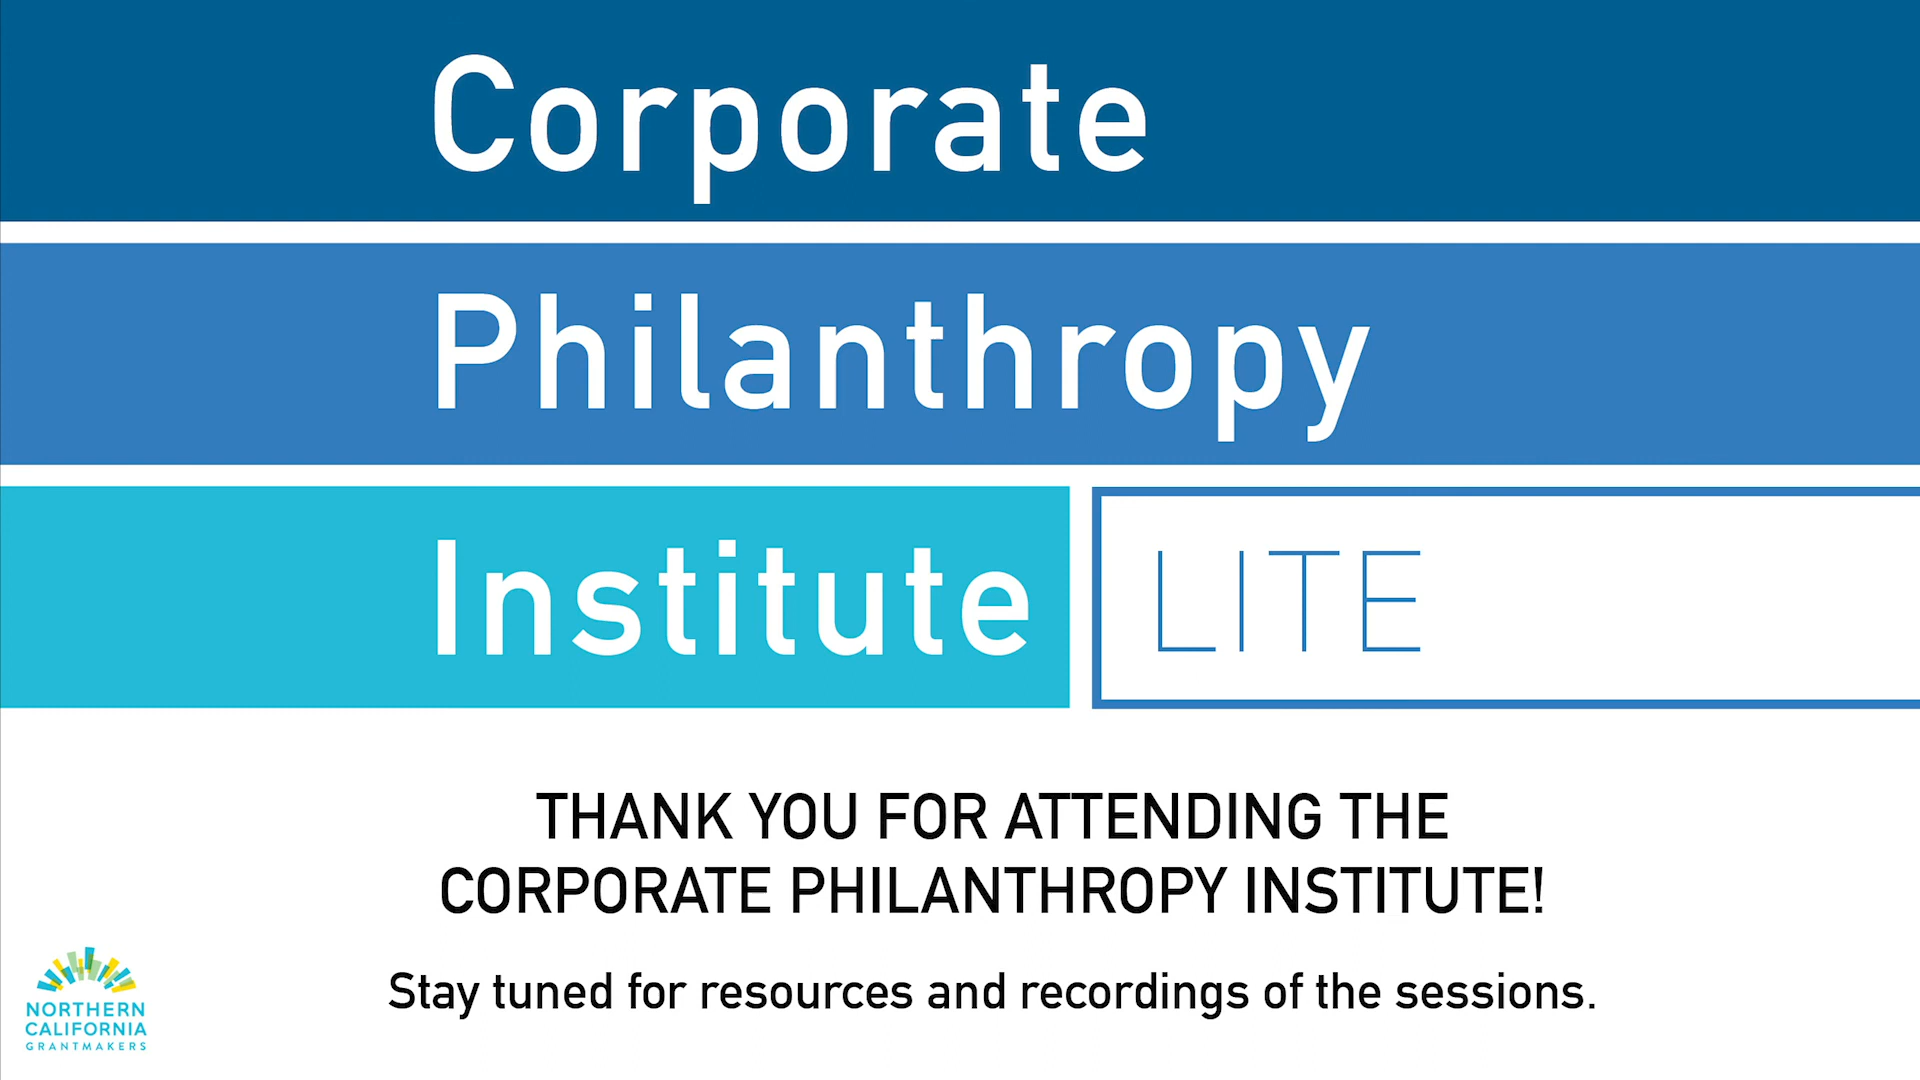 Corporate
Philanthropy
Institute LITE
THANK YOU FOR ATTENDING THE
CORPORATE PHILANTHROPY INSTITUTE!
Stay tuned for resources and recordings of the sessions.
NORTHERN
CALIFORNIA
GRANTMAKERS